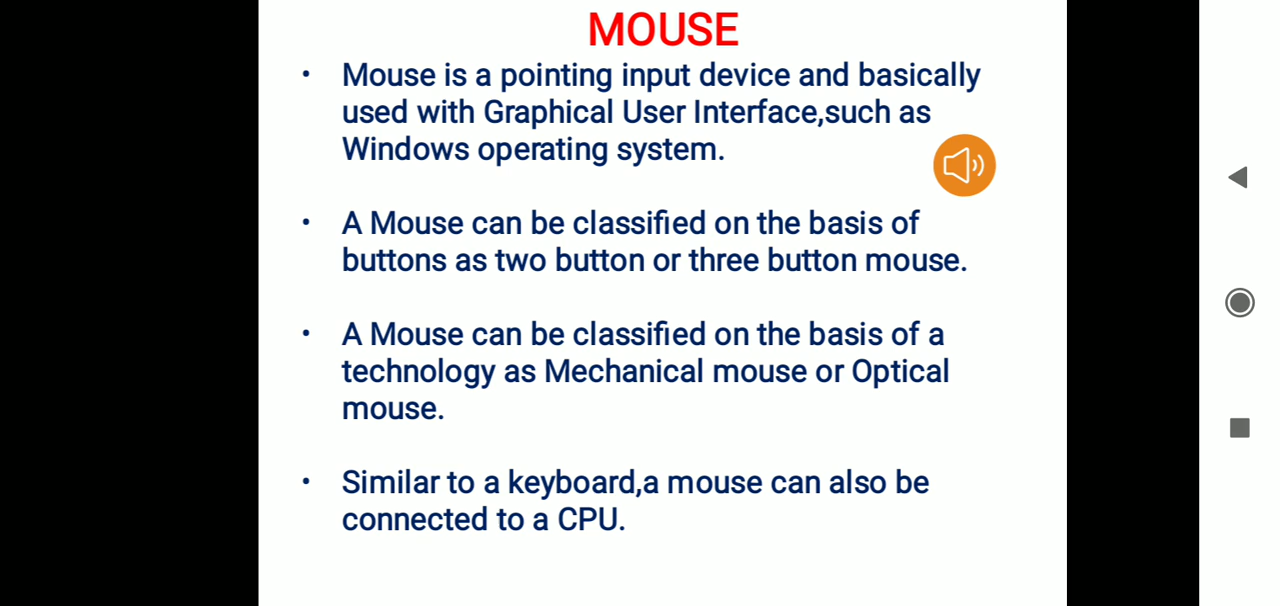 MOUSE
• Mouse is a pointing input device and basically
used with Graphical User Interface,such as
Windows operating system.
• A Mouse can be classified on the basis of
buttons as two button or three button mouse.
• A Mouse can be classified on the basis of a
technology as Mechanical mouse or Optical
mouse.
• Similar to a keyboard,a mouse can also be
connected to a CPU.